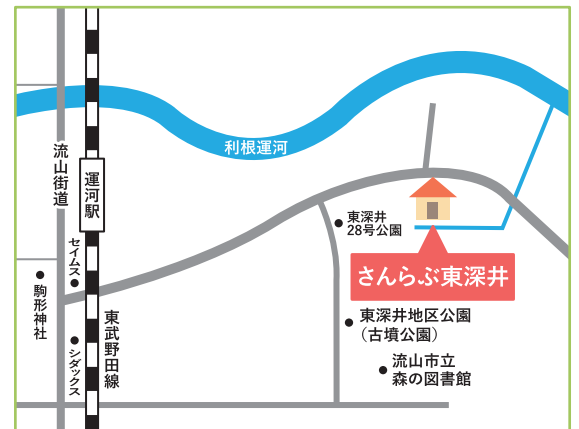 利根運河
流山街道
運河駅
東深井
28号公園
セイムス
さんらぶ東深井
駒形神社
東武野田線
シダックス
東深井地区公園
(古墳公園)
流山市立
森の図書館